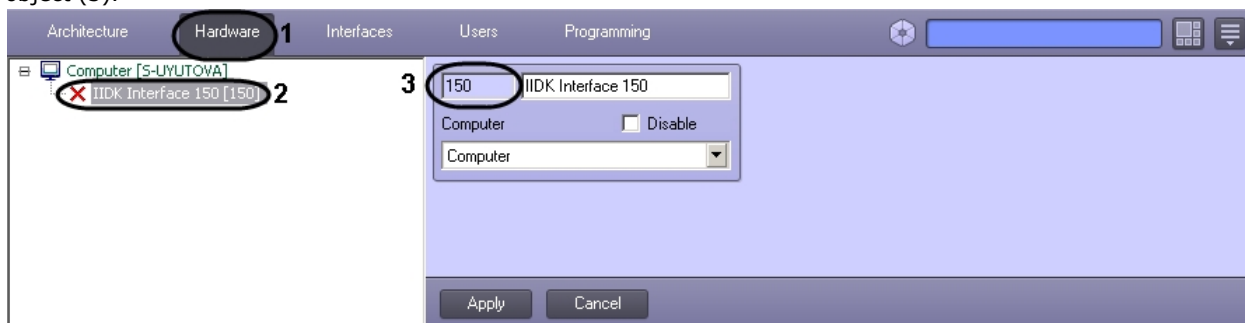 object (3).
Architecture Hardware 1 Interfaces Users Programming
Computer [S-UYUTOVA]
IIDK Interface 150 [150] 2
3 150 IIDK Interface 150
Computer Disable
Computer
Apply Cancel